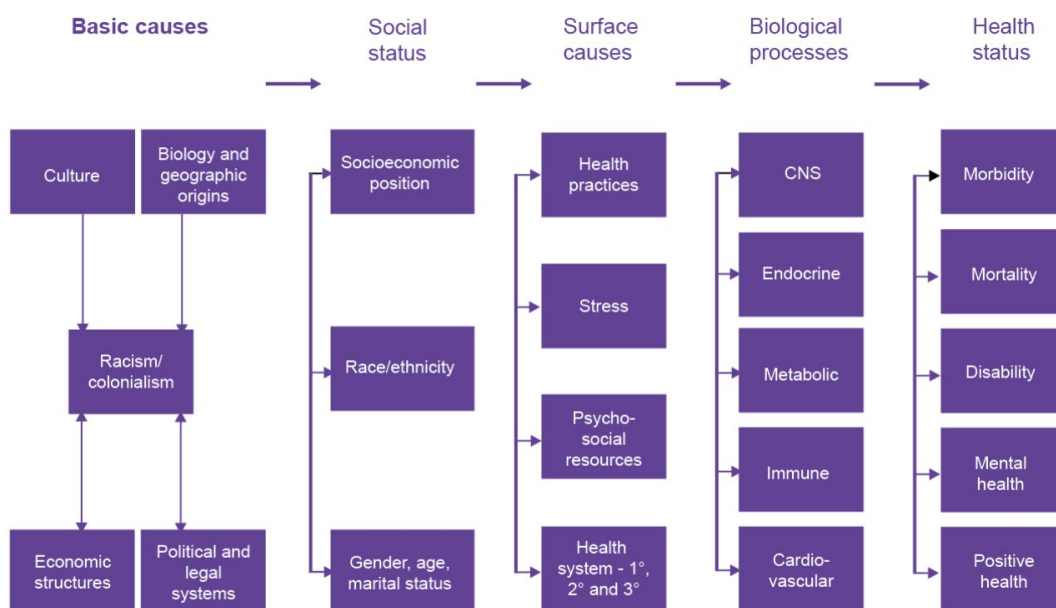 Basic causes
Social
status
Surface
causes
Biological
processes
Health
status
Culture
Biology and
geographic
origins
Racism/
colonialism
Economic
structures
Political and
legal
systems
Socioeconomic
position
Race/ethnicity
Gender, age,
marital status
Health
practices
Stress
Psycho-
social
resources
Health
system - 1°,
2° and 3°
CNS
Endocrine
Metabolic
Immune
Cardio-
vascular
Morbidity
Mortality
Disability
Mental
health
Positive
health